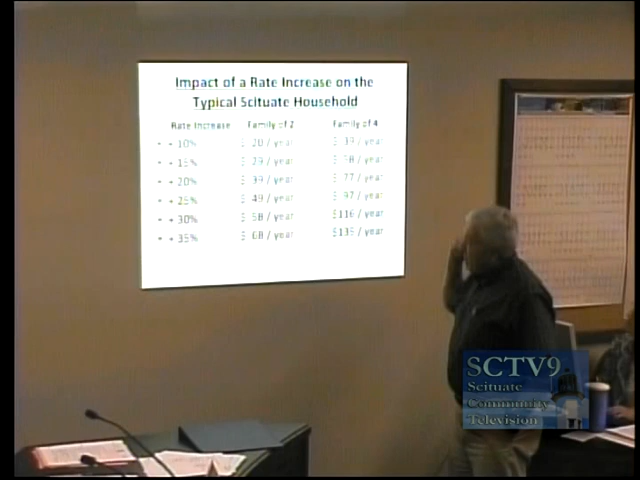 Impact of a Rate Increase on the
Typical Scituate Household
Rate Increase Family of 2 Family of 4
• + 10% $ 20 / year $ 39 / year
• + 15% $ 29 / year $ 58 / year
• + 20% $ 39 / year $ 77 / year
• + 25% $ 49 / year $ 97 / year
• + 30% $ 58 / year $116 / year
• + 35% $ 68 / year $135 / year
SCTV9
Scituate
Community
Television